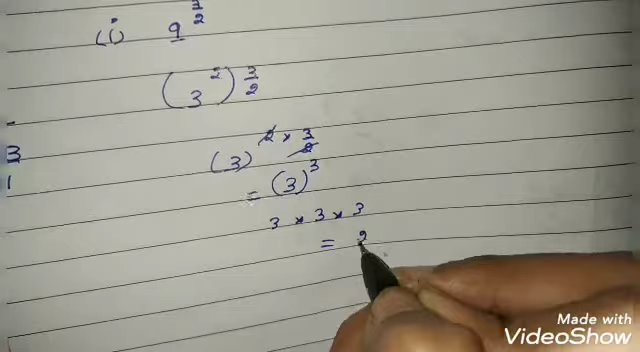 (i) 9^3/2
(3^2)^3/2
3
1
(3)^2×3/2
= (3)^3
3 × 3 × 3
= 2
Made with
VideoShow